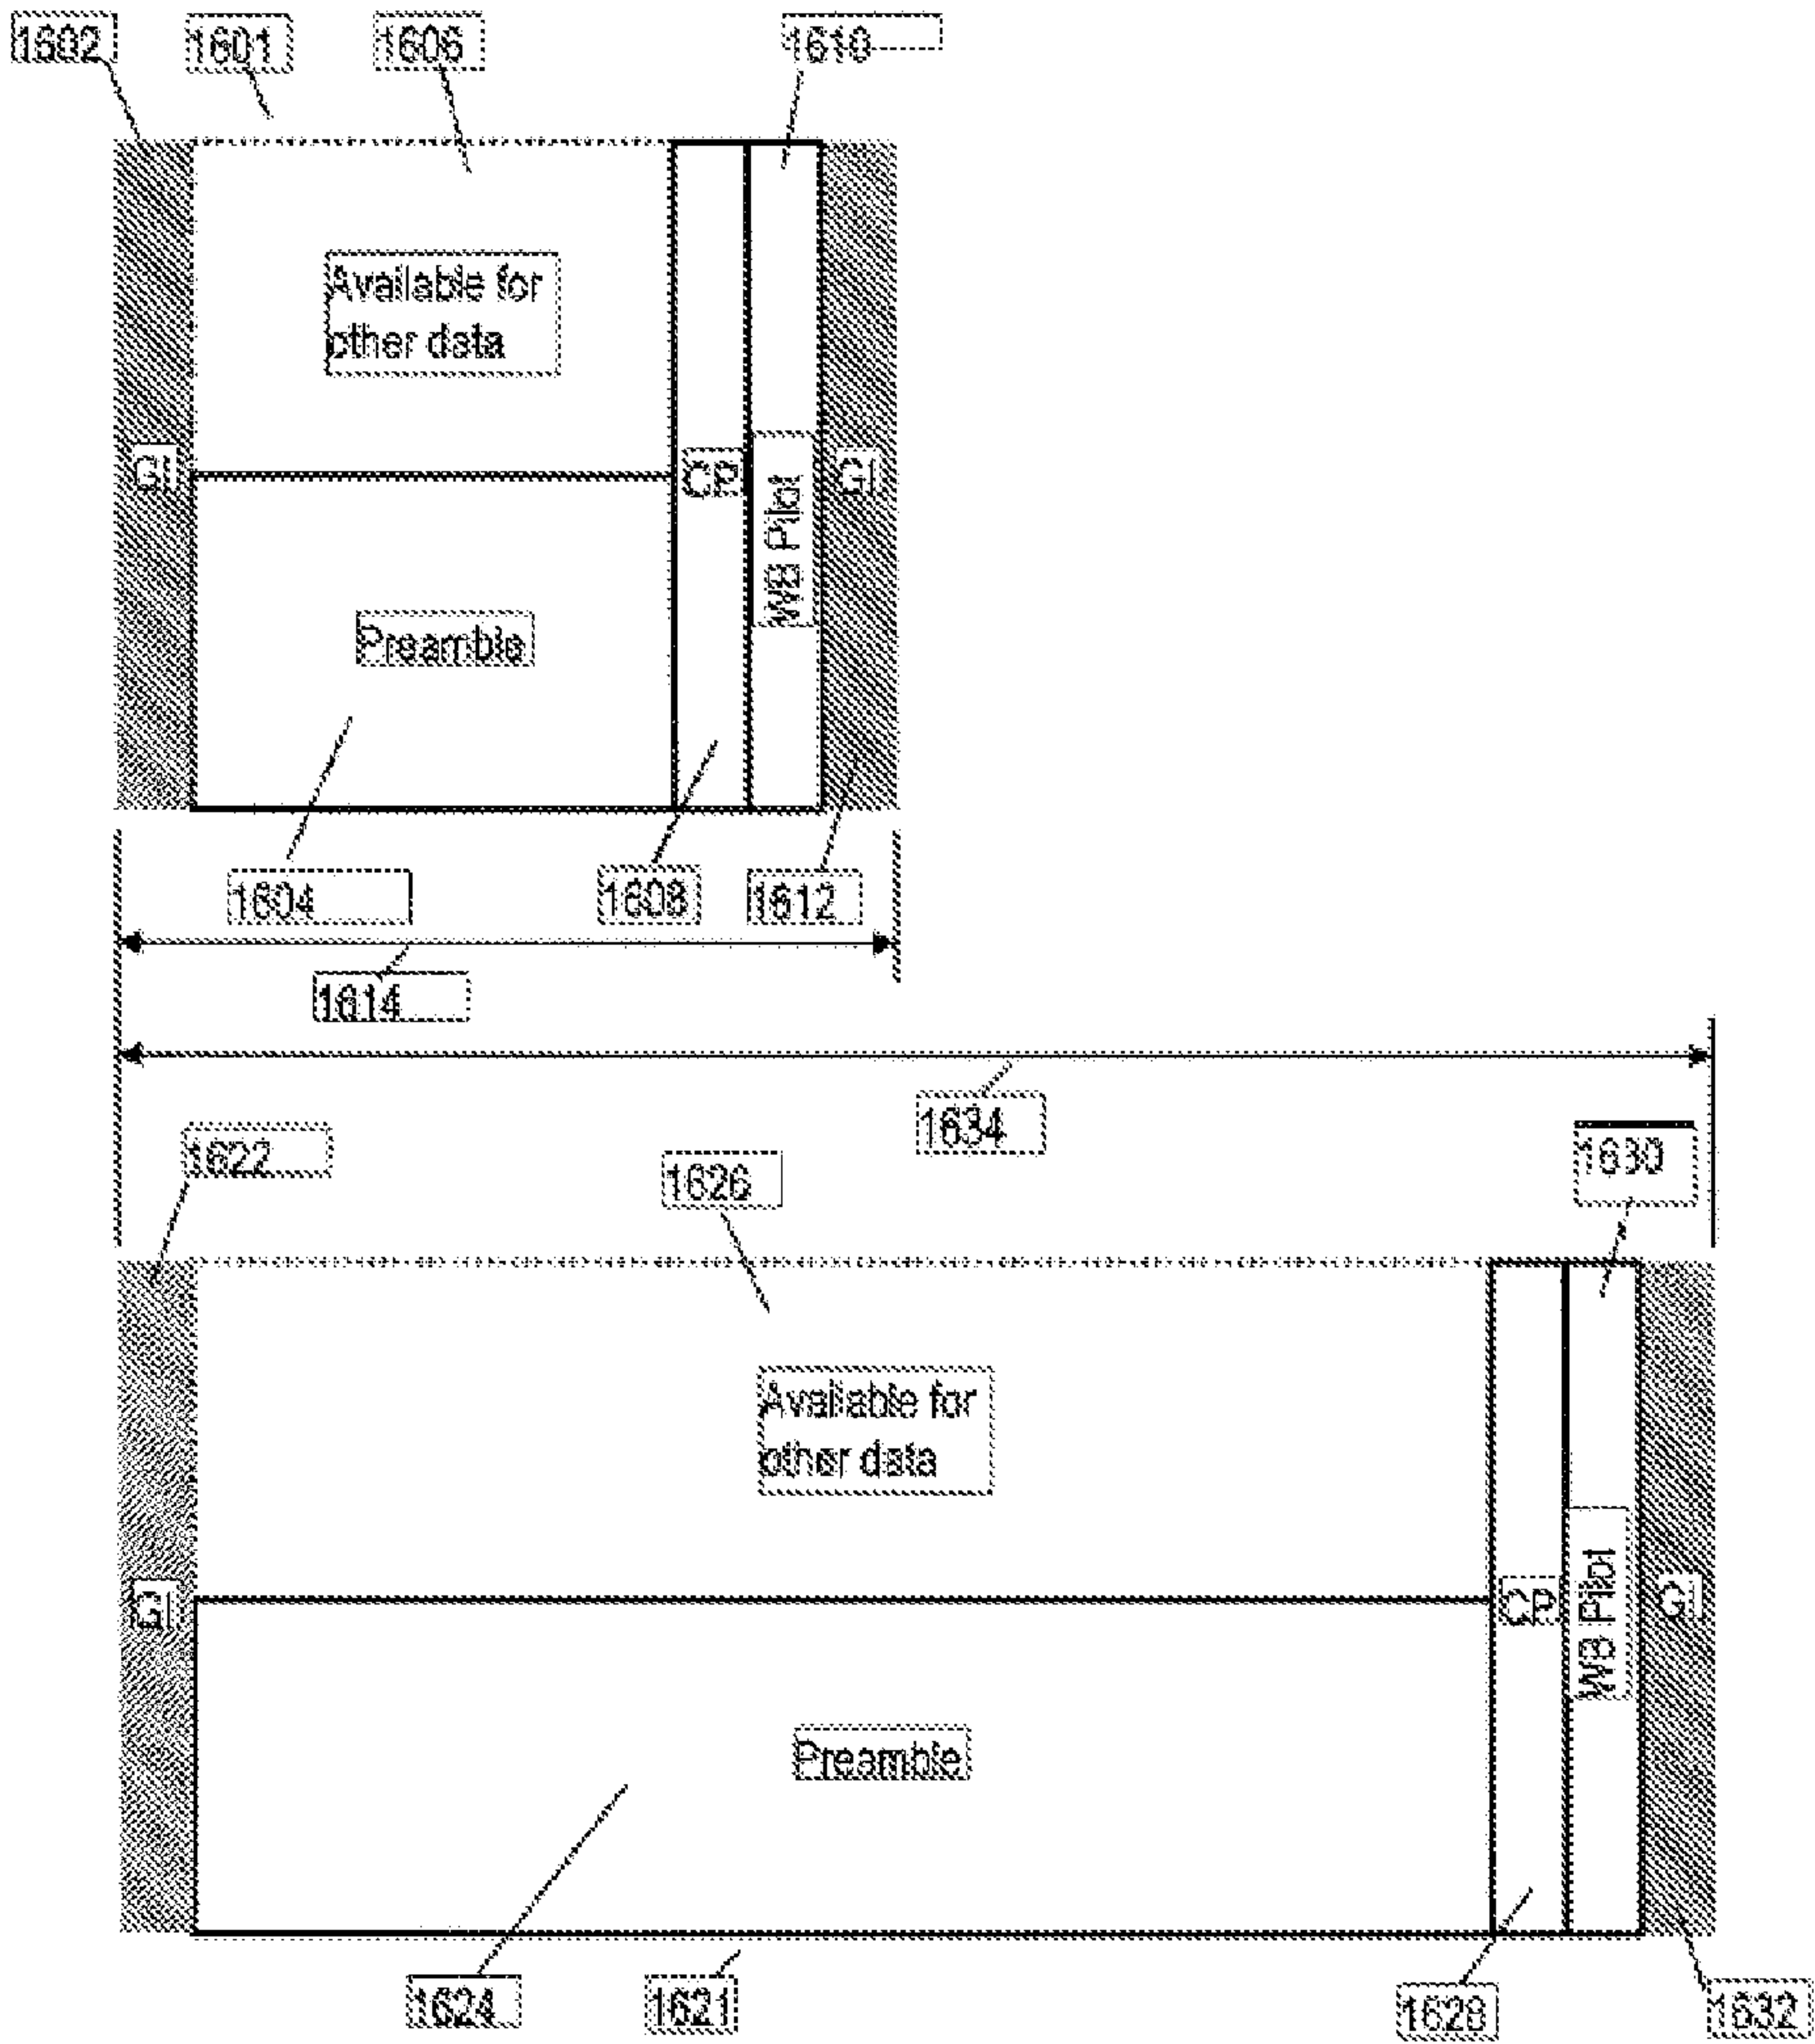 1602
1601
1606
1610
Available for
other data
GI
CP
WB Pilot
GI
Preamble
1604
1608
1612
1614
1634
1622
1626
1630
Available for
other data
GI
CP
WB Pilot
GI
Preamble
1624
1621
1628
1632